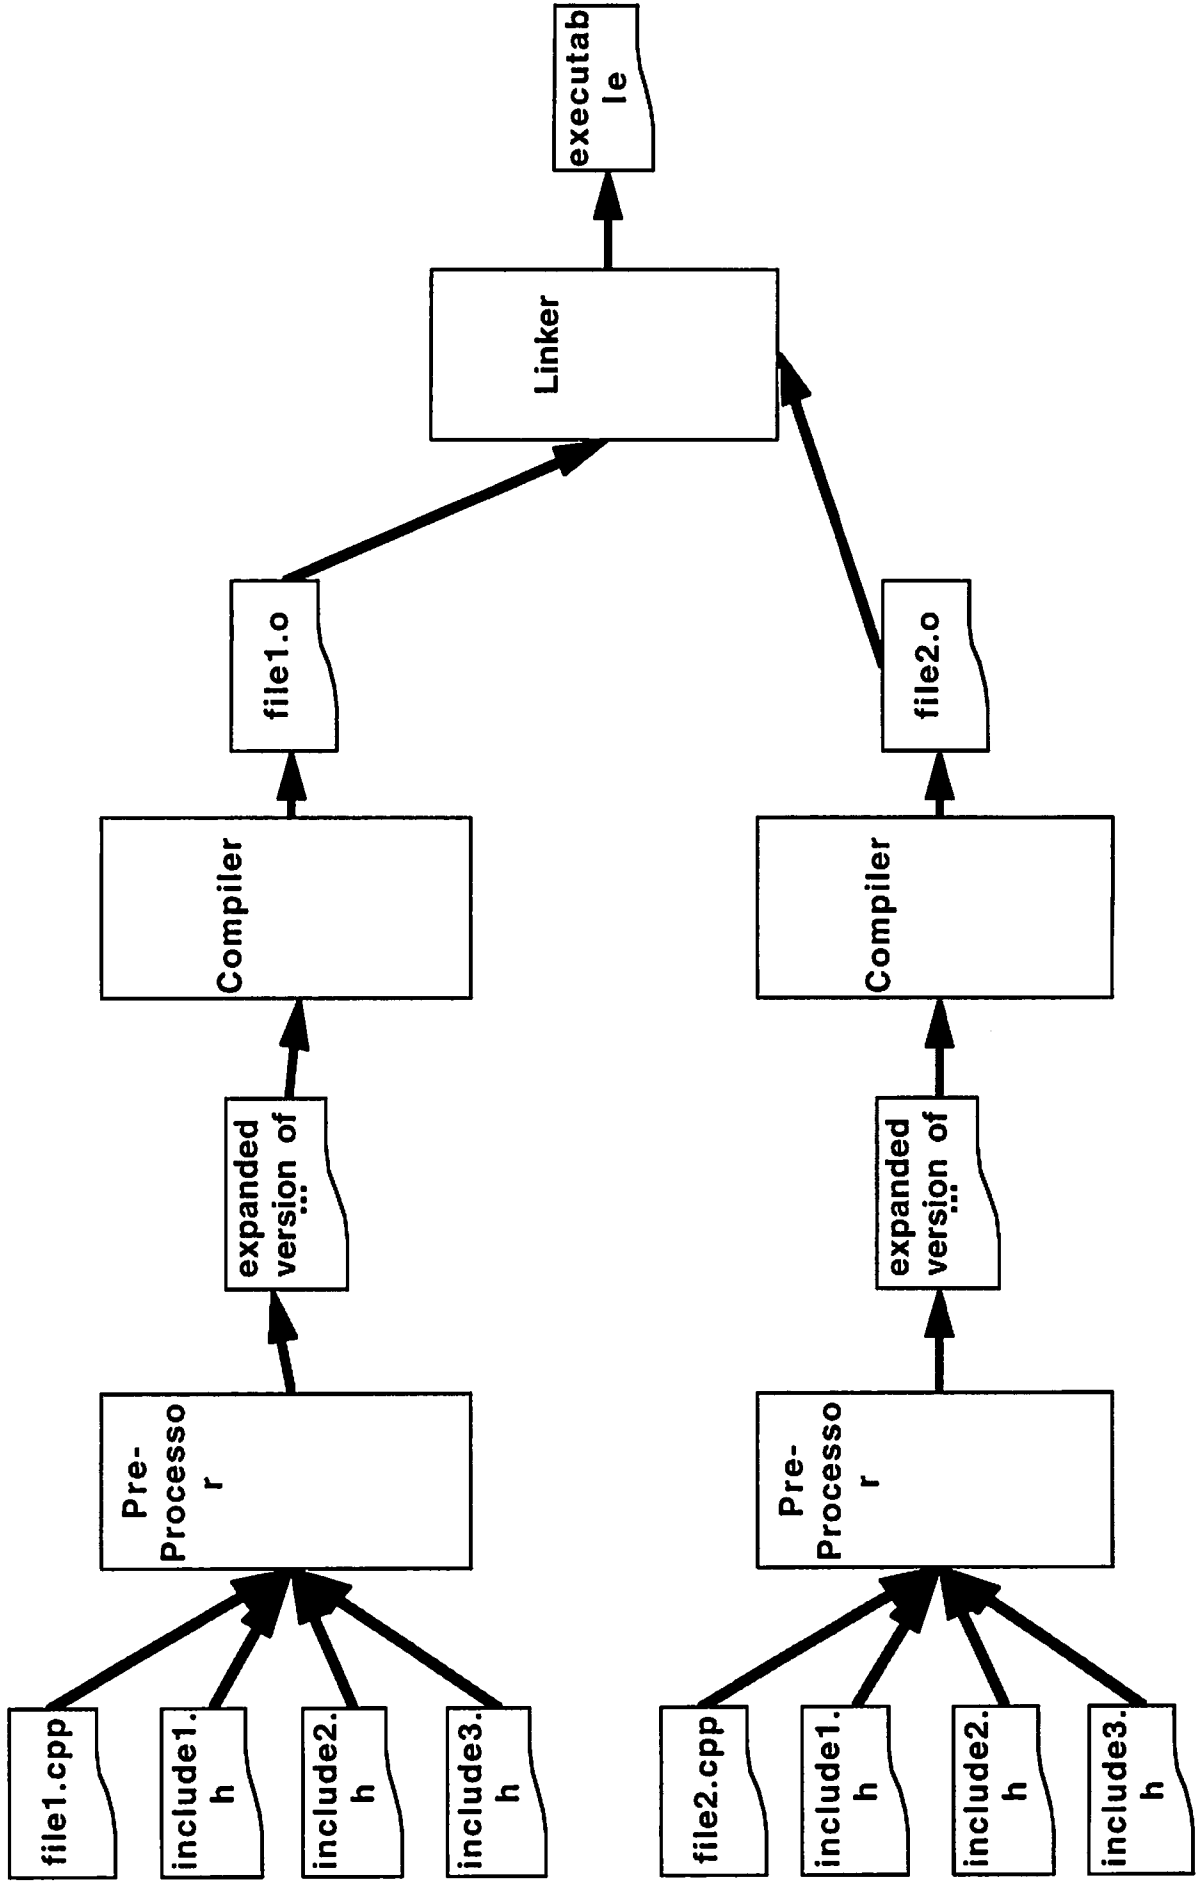 file1.cpp
include1.
h
include2.
h
include3.
h
Pre-
Processo
r
expanded
version of
...
Compiler
file1.o
file2.cpp
include1.
h
include2.
h
include3.
h
Pre-
Processo
r
expanded
version of
...
Compiler
file2.o
Linker
executab
le